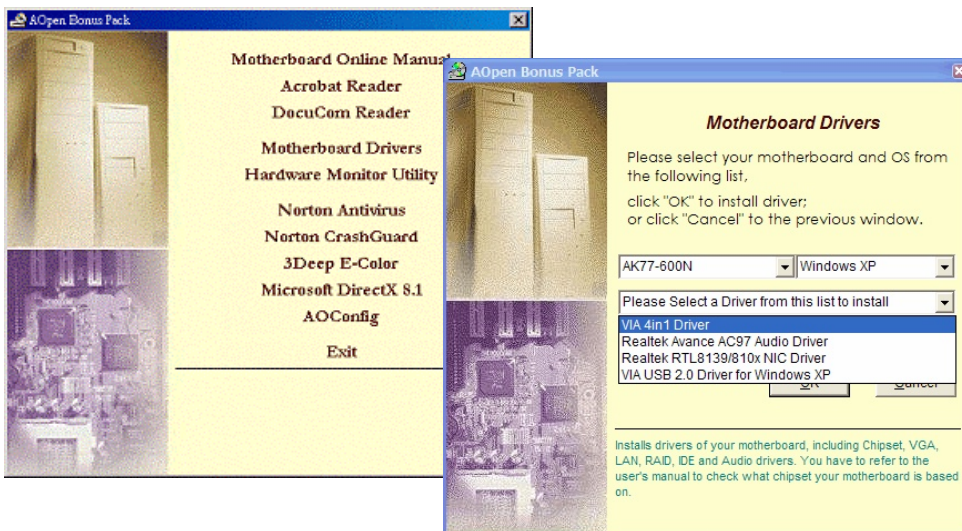 AOpen Bonus Pack
Motherboard Online Manual
Acrobat Reader
DocuCom Reader
Motherboard Drivers
Hardware Monitor Utility
Norton Antivirus
Norton CrashGuard
3Deep E-Color
Microsoft DirectX 8.1
AOConfig
Exit
AOpen Bonus Pack
Motherboard Drivers
Please select your motherboard and OS from
the following list,
click "OK" to install driver;
or click "Cancel" to the previous window.
AK77-600N
Windows XP
Please Select a Driver from this list to install
VIA 4in1 Driver
Realtek Avance AC97 Audio Driver
Realtek RTL8139/810x NIC Driver
VIA USB 2.0 Driver for Windows XP
OK
Cancel
Installs drivers of your motherboard, including Chipset, VGA,
LAN, RAID, IDE and Audio drivers. You have to refer to the
user's manual to check what chipset your motherboard is based
on.